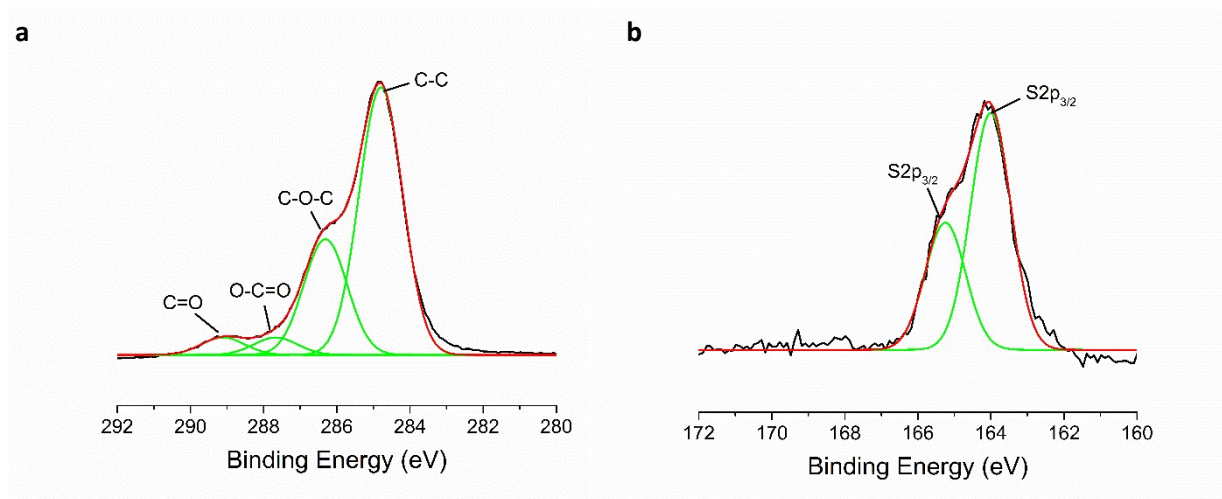 a
C-C
C-O-C
O-C=O
C=O
292 290 288 286 284 282 280
Binding Energy (eV)
b
S2p3/2
S2p3/2
172 170 168 166 164 162 160
Binding Energy (eV)